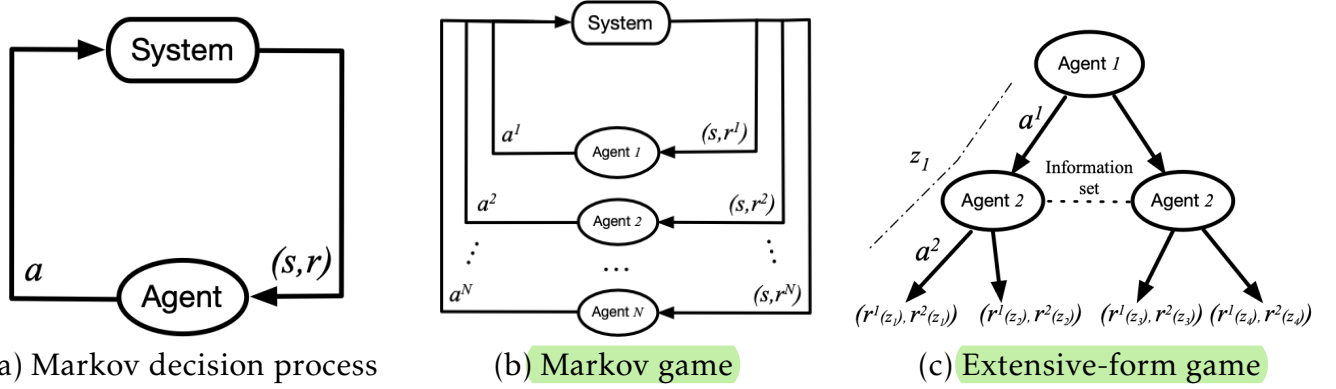 System
a
(s,r)
Agent
a) Markov decision process
System
a¹
(s,r¹)
Agent 1
a²
(s,r²)
Agent 2
⋮
...
⋮
aᴺ
(s,rᴺ)
Agent N
(b) Markov game
Agent 1
a¹
z₁
Information
set
Agent 2
Agent 2
a²
(r¹(z₁), r²(z₁)) (r¹(z₂), r²(z₂)) (r¹(z₃), r²(z₃)) (r¹(z₄), r²(z₄))
(c) Extensive-form game